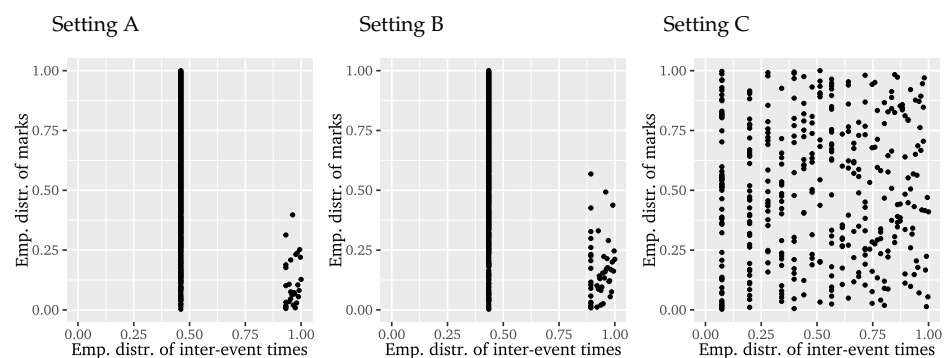 Setting A
Setting B
Setting C
Emp. distr. of marks
1.00
0.75
0.50
0.25
0.00
0.00 0.25 0.50 0.75 1.00
Emp. distr. of inter-event times
Emp. distr. of marks
1.00
0.75
0.50
0.25
0.00
0.00 0.25 0.50 0.75 1.00
Emp. distr. of inter-event times
Emp. distr. of marks
1.00
0.75
0.50
0.25
0.00
0.00 0.25 0.50 0.75 1.00
Emp. distr. of inter-event times